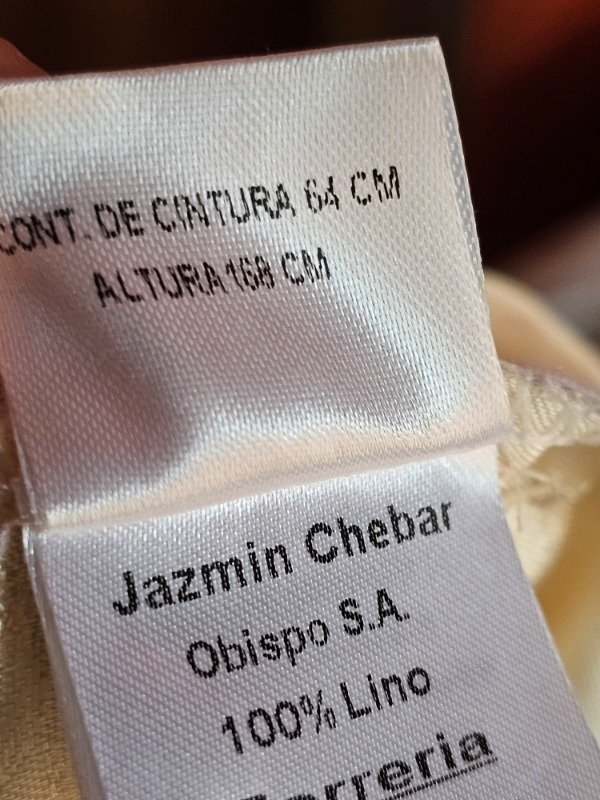 CONT. DE CINTURA 64 CM
ALTURA 168 CM
Jazmin Chebar
Obispo S.A.
100% Lino